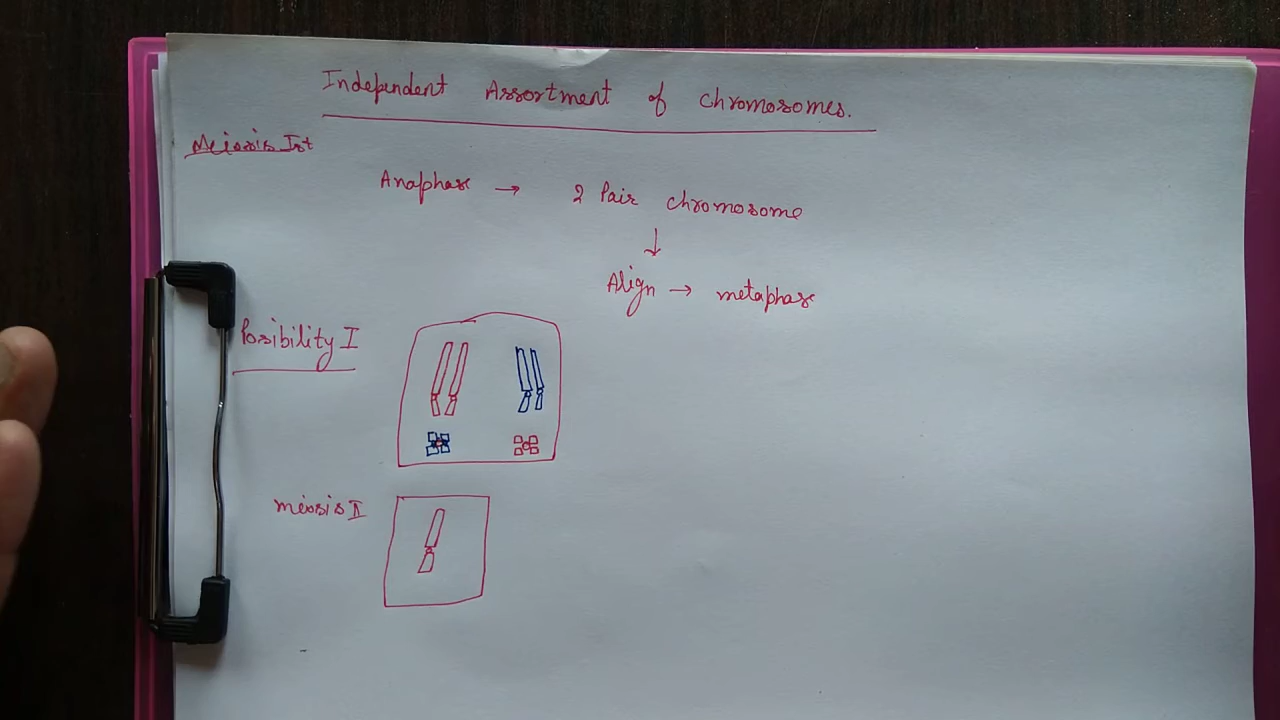 Independent Assortment of Chromosomes.
Meiosis Ist
Anaphase → 2 Pair chromosome
↓
Align → metaphase
Possibility I
meiosis II